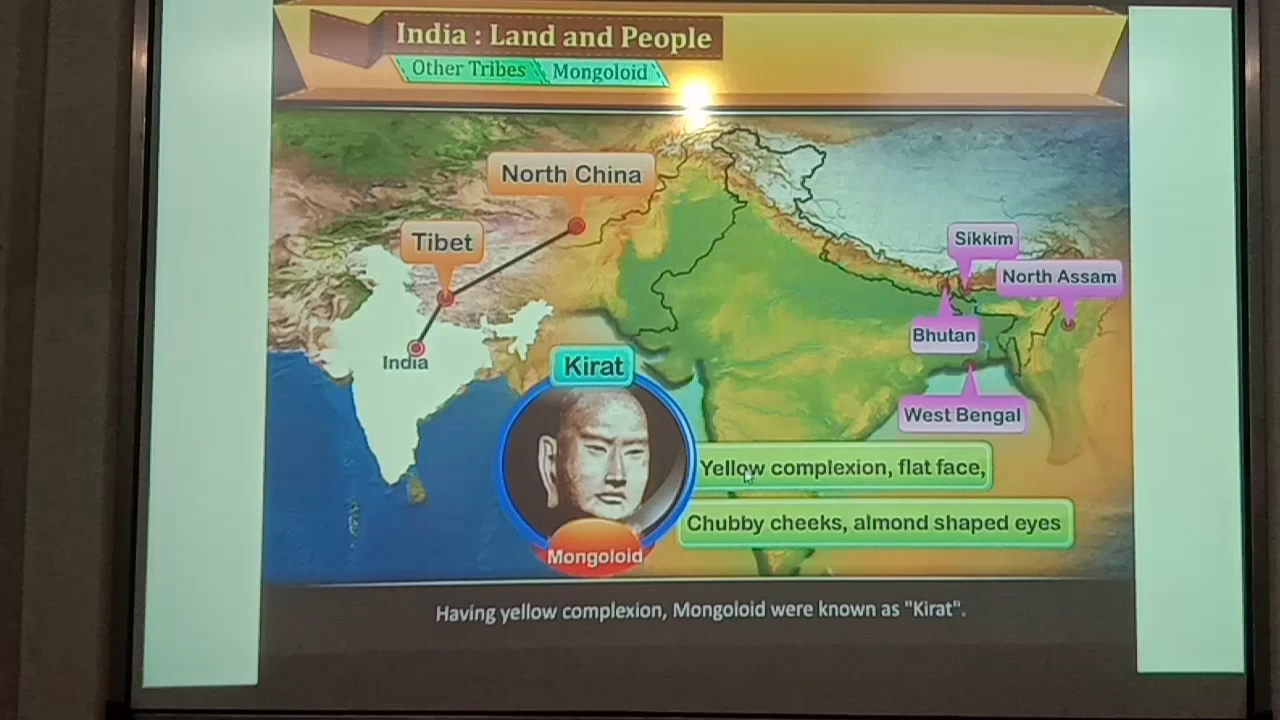 India : Land and People
Other Tribes Mongoloid
North China
Tibet
India
Sikkim
North Assam
Bhutan
West Bengal
Kirat
Mongoloid
Yellow complexion, flat face,
Chubby cheeks, almond shaped eyes
Having yellow complexion, Mongoloid were known as "Kirat".